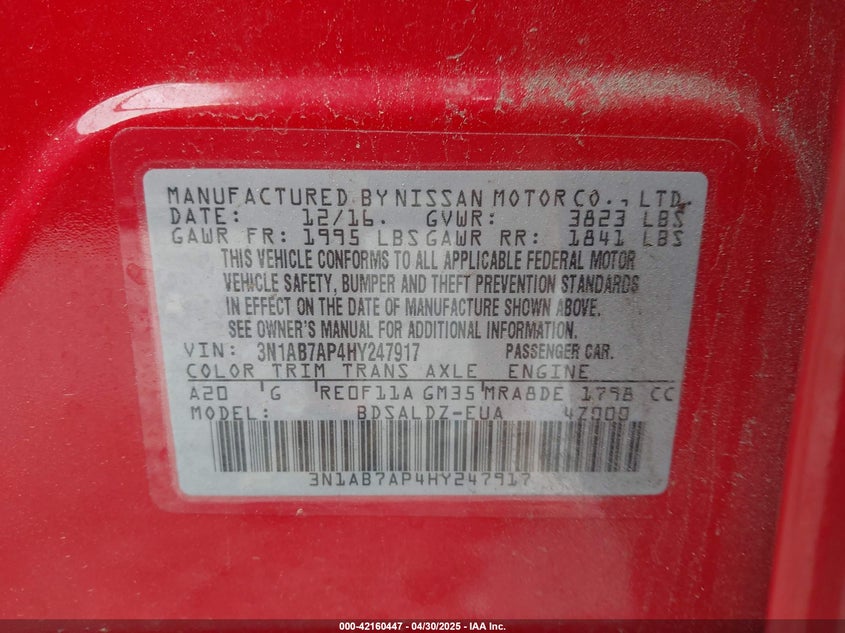 MANUFACTURED BY NISSAN MOTOR CO., LTD.
DATE: 12/16. GVWR: 3823 LBS
GAWR FR: 1995 LBS GAWR RR: 1841 LBS
THIS VEHICLE CONFORMS TO ALL APPLICABLE FEDERAL MOTOR
VEHICLE SAFETY, BUMPER AND THEFT PREVENTION STANDARDS
IN EFFECT ON THE DATE OF MANUFACTURE SHOWN ABOVE.
SEE OWNER'S MANUAL FOR ADDITIONAL INFORMATION.
VIN: 3N1AB7AP4HY247917 PASSENGER CAR.
COLOR TRIM TRANS AXLE ENGINE
A20 G RE0F11A GM35 MRA8DE 1798 CC
MODEL: BDSALDZ-EUA 4Z000
3N1AB7AP4HY247917
000-42160447 04/30/2025 - IAA Inc.